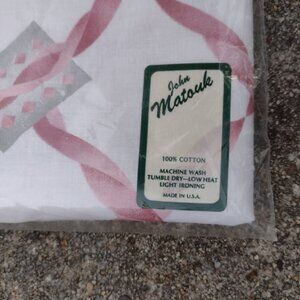 John
Matouk
100% COTTON
MACHINE WASH
TUMBLE DRY—LOW HEAT
LIGHT IRONING
MADE IN U.S.A.